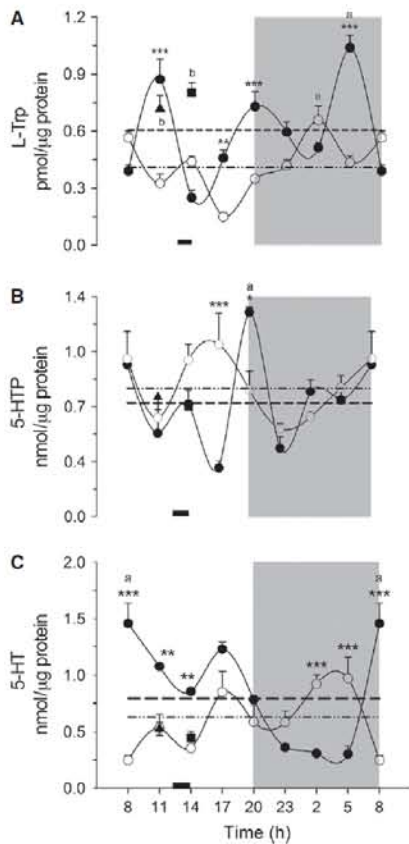 A
L-Trp
pmol/µg protein
1.2
0.9
0.6
0.3
0.0
***
b
b
***
**
a
a
***
B
5-HTP
nmol/µg protein
1.4
1.0
0.7
0.4
0.0
***
a
*
C
5-HT
nmol/µg protein
2.0
1.5
1.0
0.5
0.0
a
***
**
**
***
***
a
***
8 11 14 17 20 23 2 5 8
Time (h)